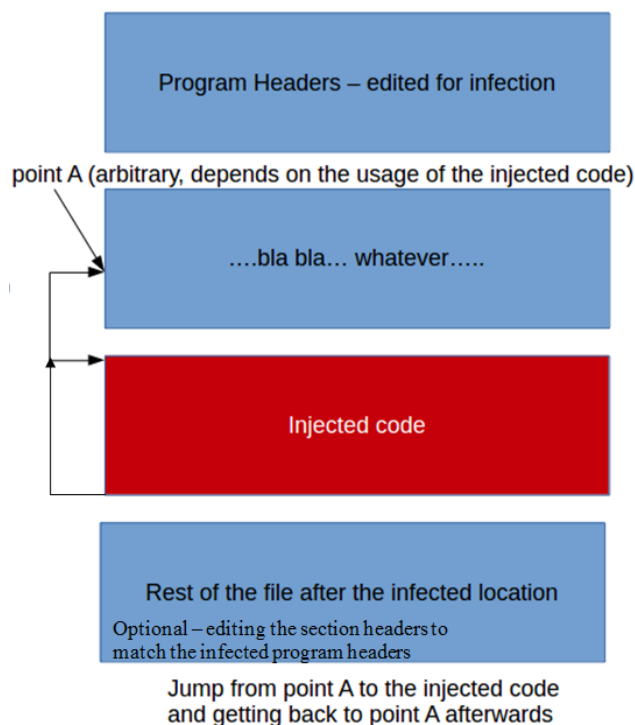 Program Headers – edited for infection
point A (arbitrary, depends on the usage of the injected code)
....bla bla... whatever.....
Injected code
Rest of the file after the infected location
Optional – editing the section headers to
match the infected program headers
Jump from point A to the injected code
and getting back to point A afterwards